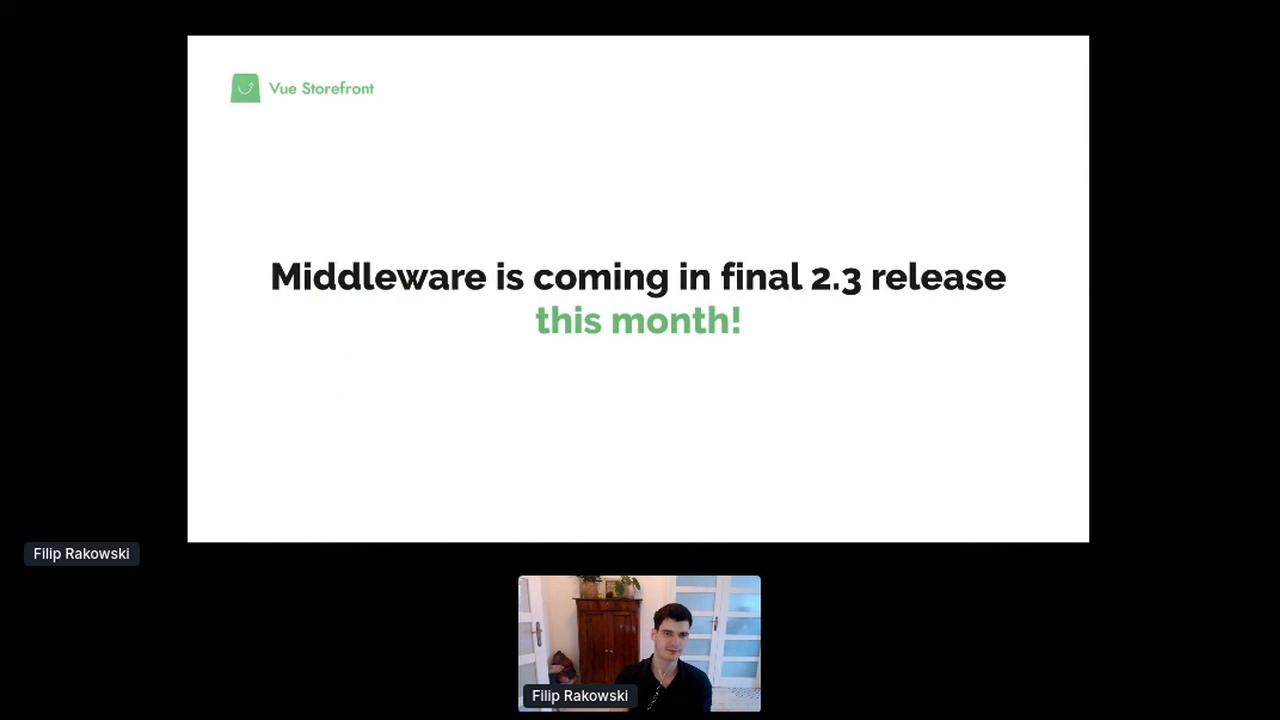 Vue Storefront
Middleware is coming in final 2.3 release
this month!
Filip Rakowski
Filip Rakowski